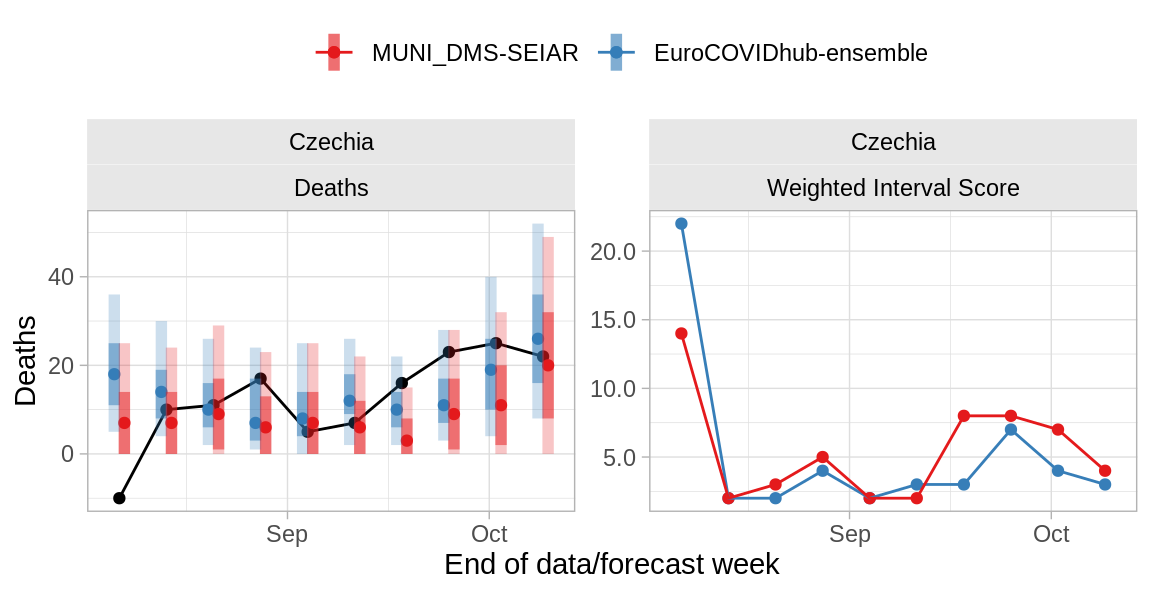 MUNI_DMS-SEIAR EuroCOVIDhub-ensemble
Czechia
Deaths
Czechia
Weighted Interval Score
Deaths
40
20
0
20.0
15.0
10.0
5.0
Sep Oct
Sep Oct
End of data/forecast week